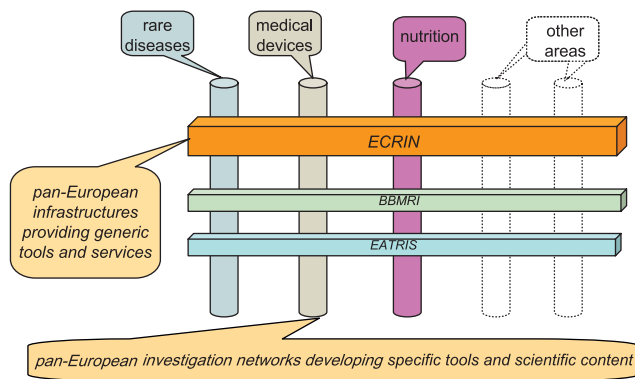 rare
diseases
medical
devices
nutrition
other
areas
ECRIN
pan-European
infrastructures
providing generic
tools and services
BBMRI
EATRIS
pan-European investigation networks developing specific tools and scientific content